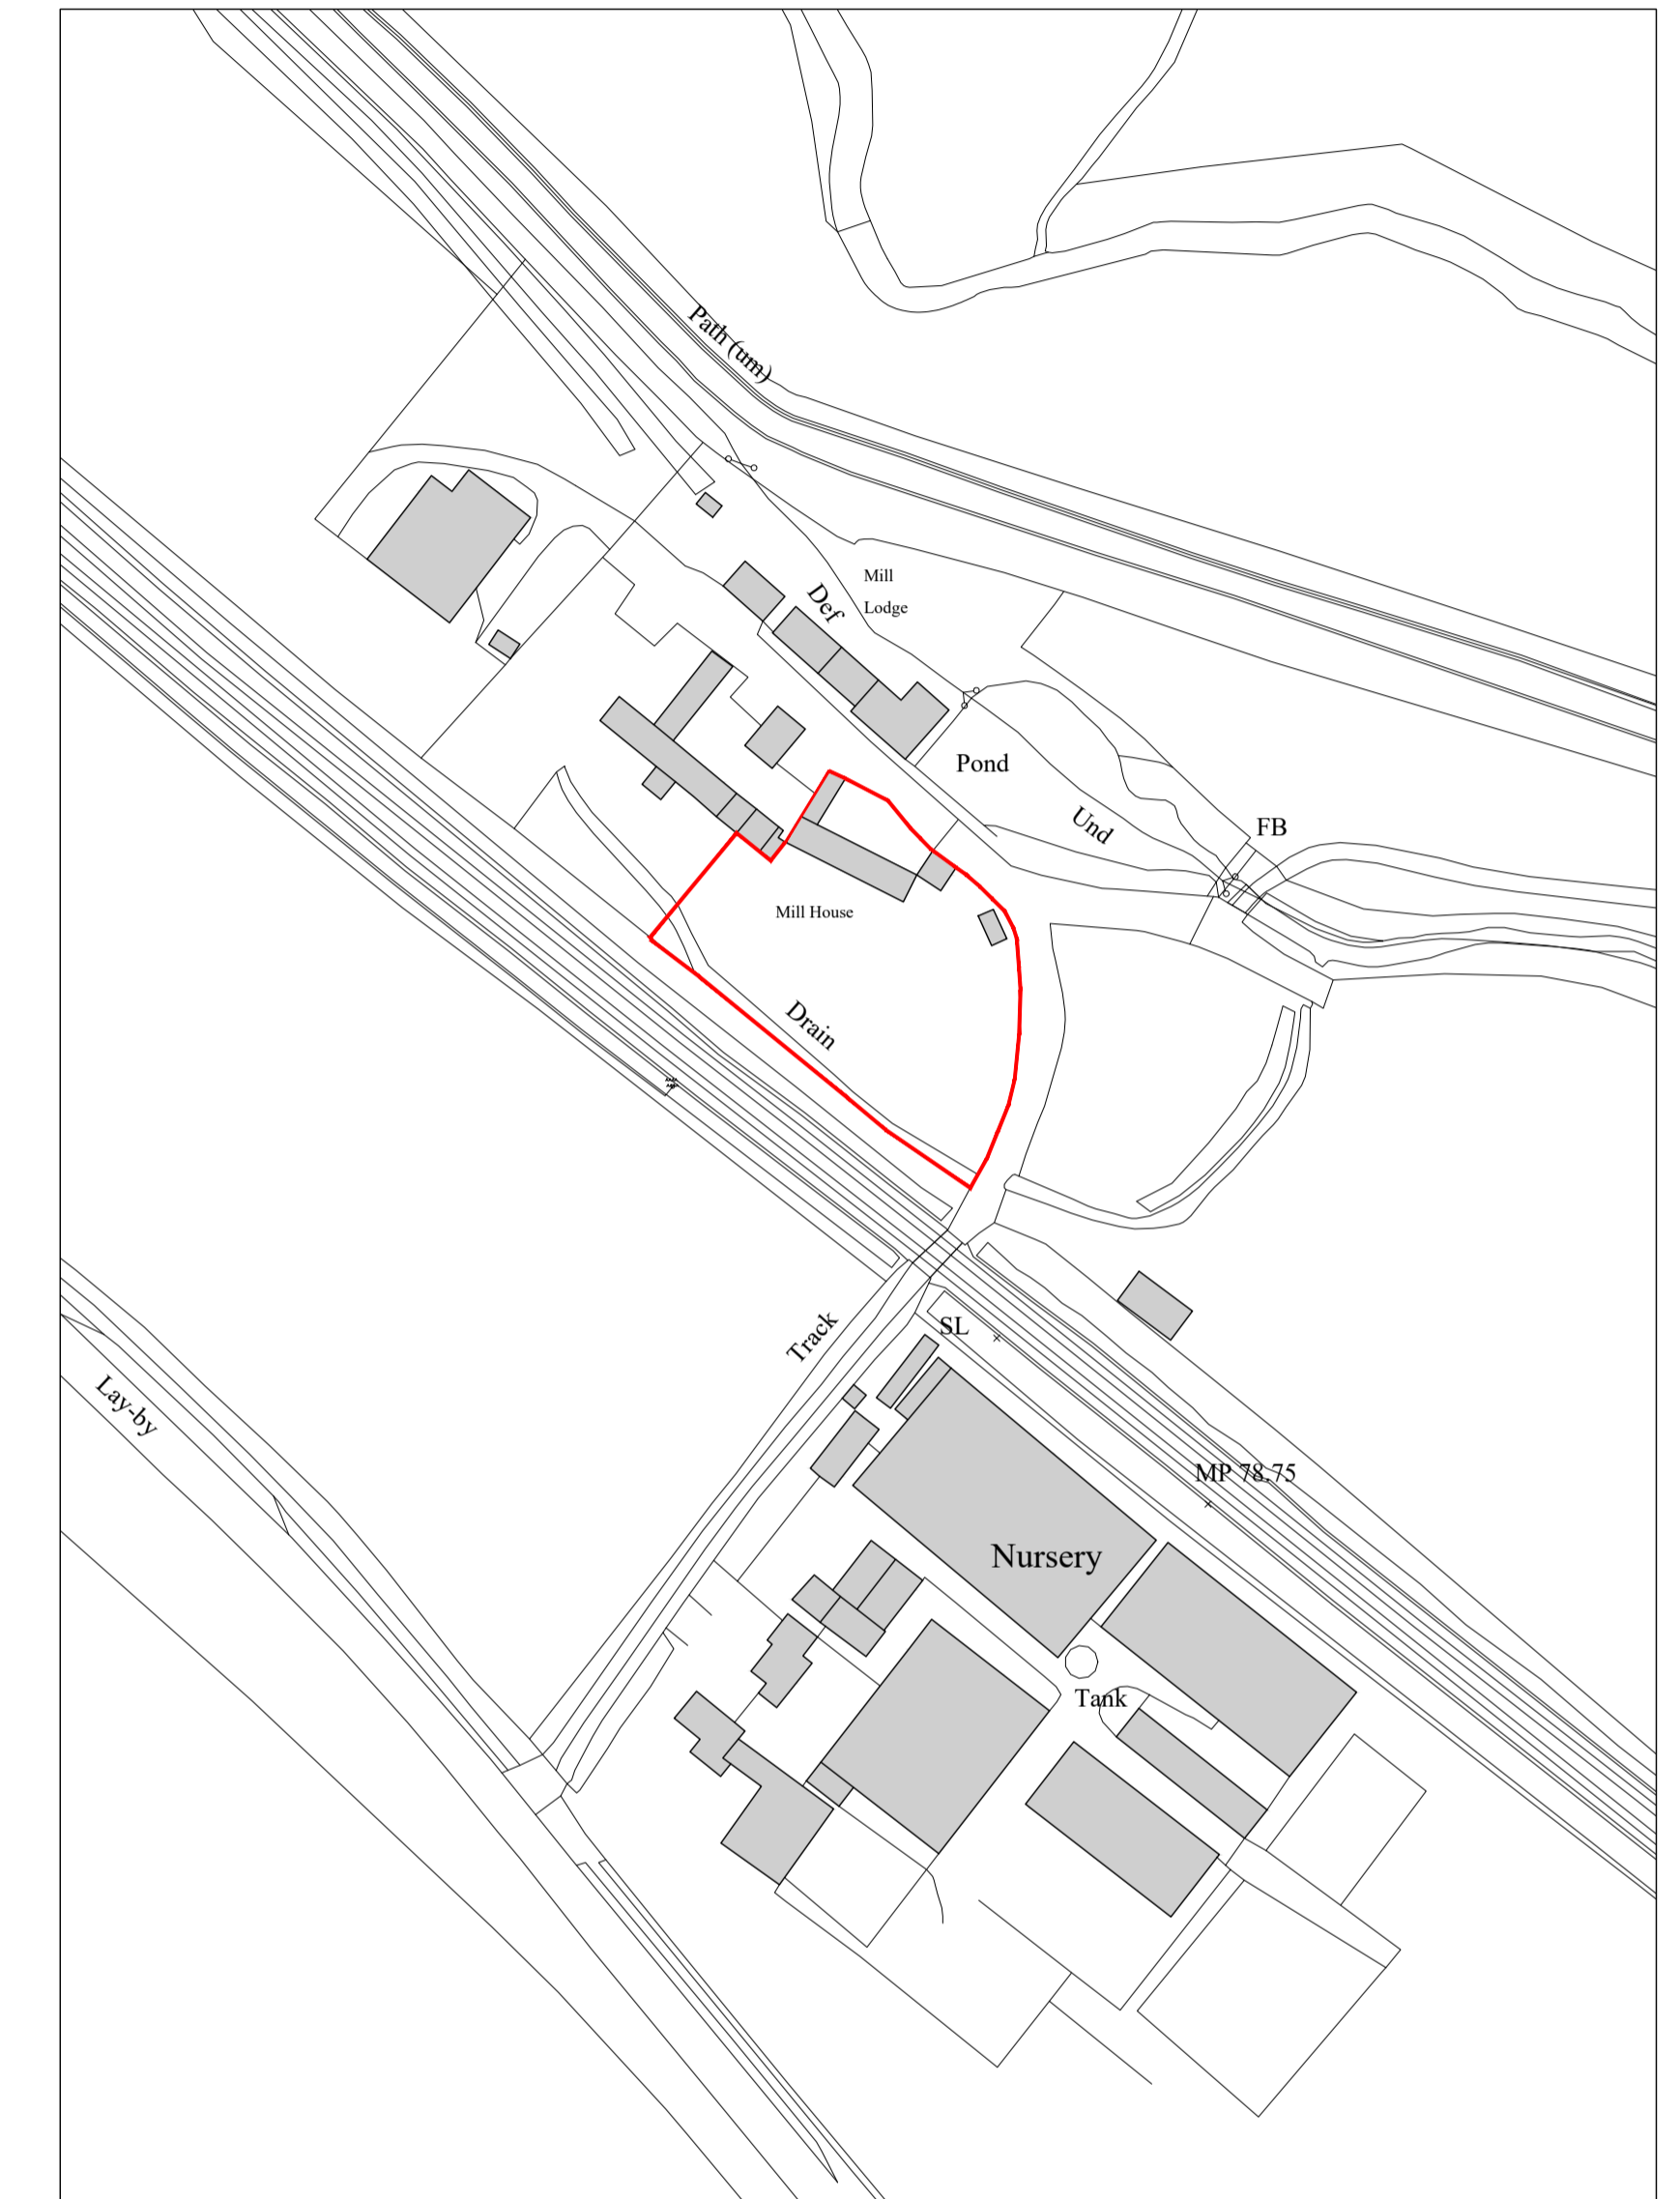 Path (um)
Mill
Lodge
Def
Pond
Und
FB
Mill House
Drain
Track
SL
Lay-by
MP 78.75
Nursery
Tank